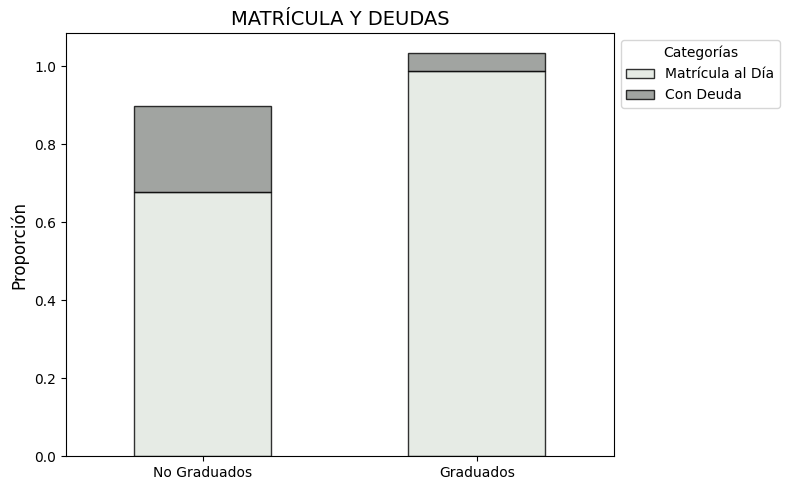 MATRÍCULA Y DEUDAS
Proporción
1.0
0.8
0.6
0.4
0.2
0.0
No Graduados
Graduados
Categorías
Matrícula al Día
Con Deuda